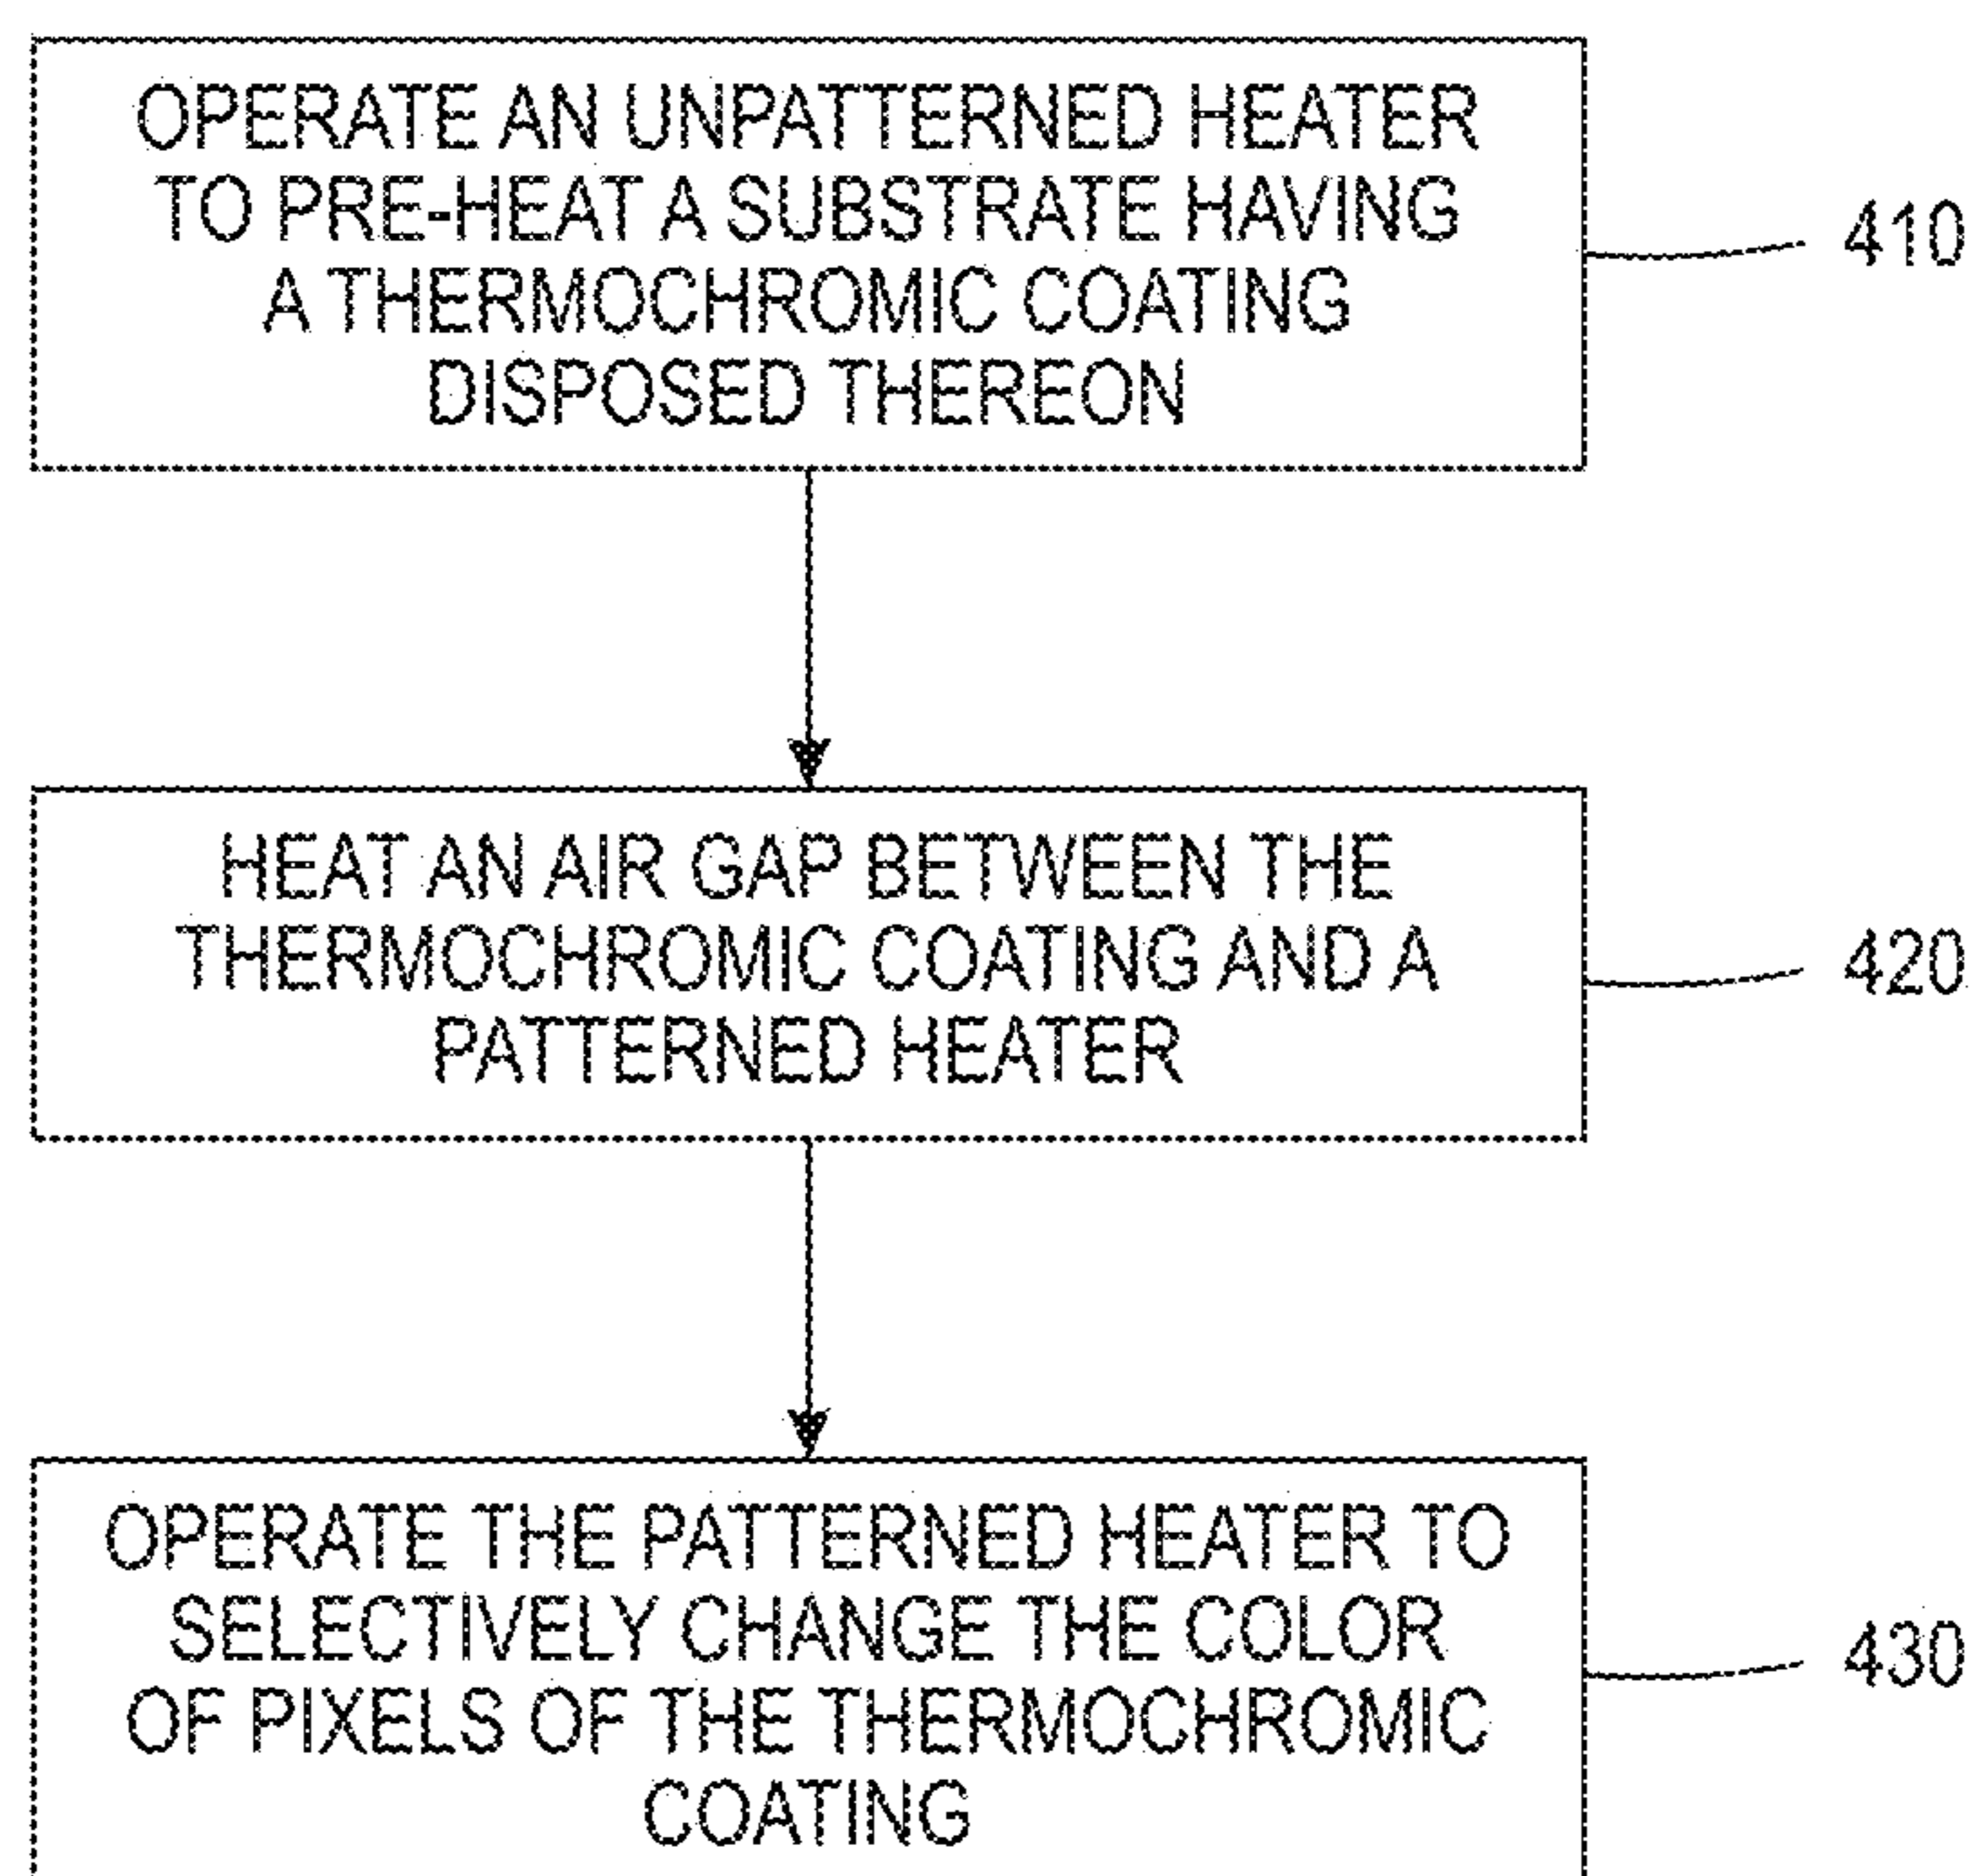 OPERATE AN UNPATTERNED HEATER
TO PRE-HEAT A SUBSTRATE HAVING
A THERMOCHROMIC COATING
DISPOSED THEREON
410
HEAT AN AIR GAP BETWEEN THE
THERMOCHROMIC COATING AND A
PATTERNED HEATER
420
OPERATE THE PATTERNED HEATER TO
SELECTIVELY CHANGE THE COLOR
OF PIXELS OF THE THERMOCHROMIC
COATING
430